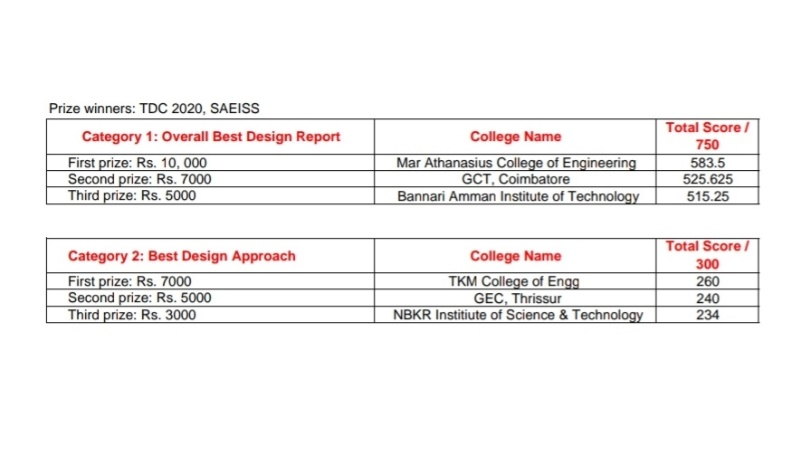 Prize winners: TDC 2020, SAEISS
Category 1: Overall Best Design Report College Name Total Score / 750
First prize: Rs. 10, 000 Mar Athanasius College of Engineering 583.5
Second prize: Rs. 7000 GCT, Coimbatore 525.625
Third prize: Rs. 5000 Bannari Amman Institute of Technology 515.25
Category 2: Best Design Approach College Name Total Score / 300
First prize: Rs. 7000 TKM College of Engg 260
Second prize: Rs. 5000 GEC, Thrissur 240
Third prize: Rs. 3000 NBKR Institiute of Science & Technology 234